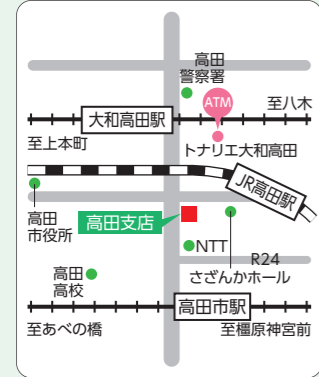 高田
警察署
ATM
至八木
大和高田駅
至上本町
トナリエ大和高田
JR高田駅
高田
市役所
高田支店
NTT
R24
さざんかホール
高田
高校
高田市駅
至あべの橋
至橿原神宮前